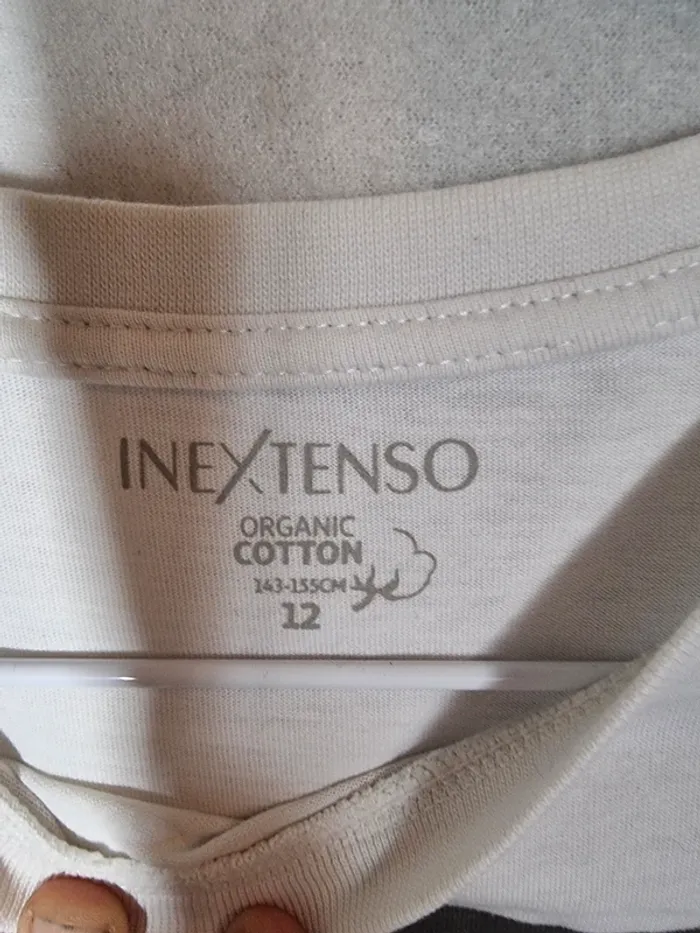 INEXTENSO
ORGANIC
COTTON
143-155CM
12